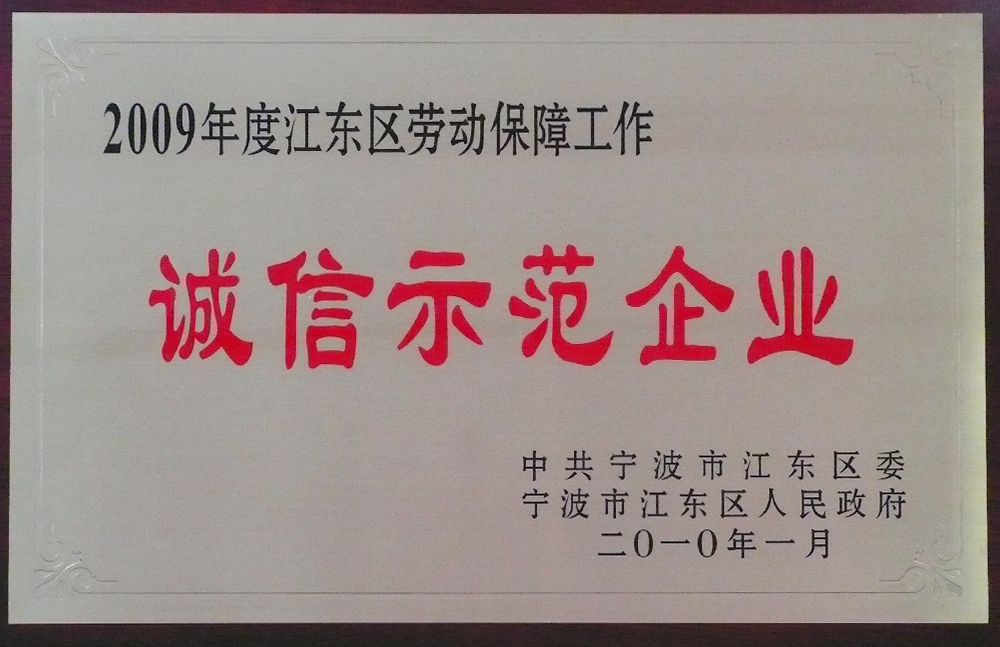 2009年度江东区劳动保障工作
诚信示范企业
中共宁波市江东区委
宁波市江东区人民政府
二〇一〇年一月